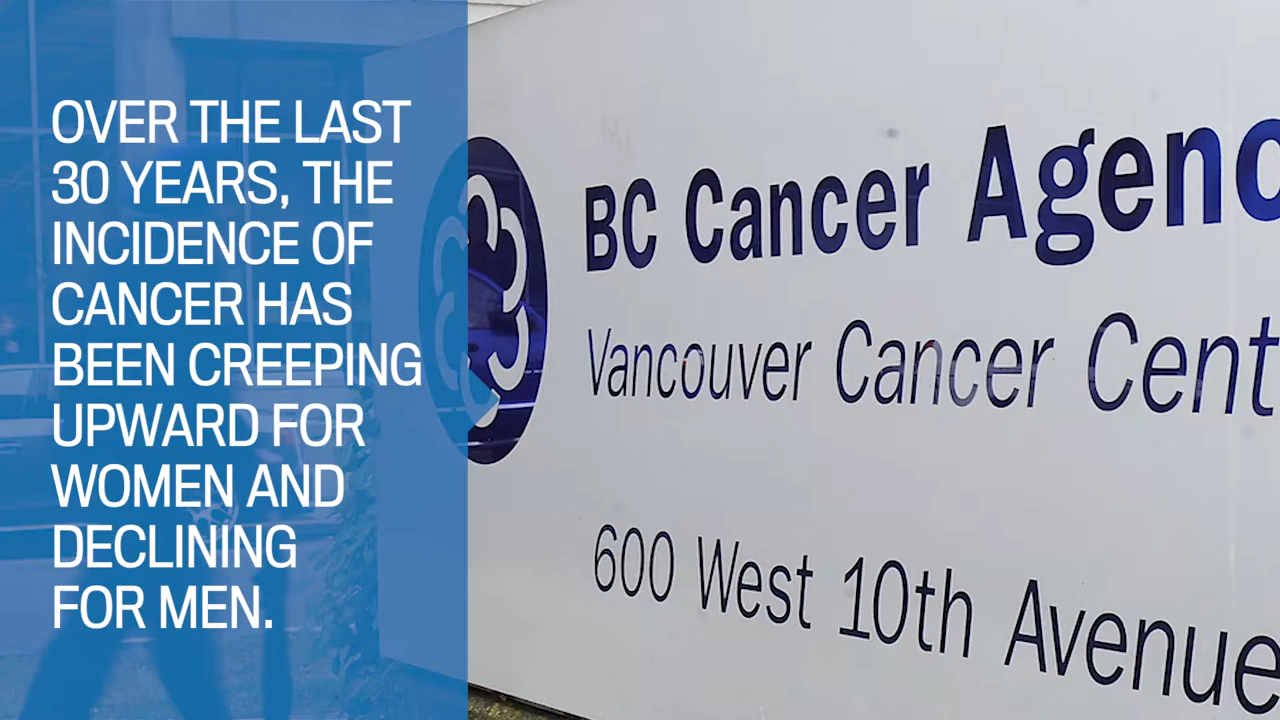 OVER THE LAST
30 YEARS, THE
INCIDENCE OF
CANCER HAS
BEEN CREEPING
UPWARD FOR
WOMEN AND
DECLINING
FOR MEN.
BC Cancer Agenc
Vancouver Cancer Cent
600 West 10th Avenue